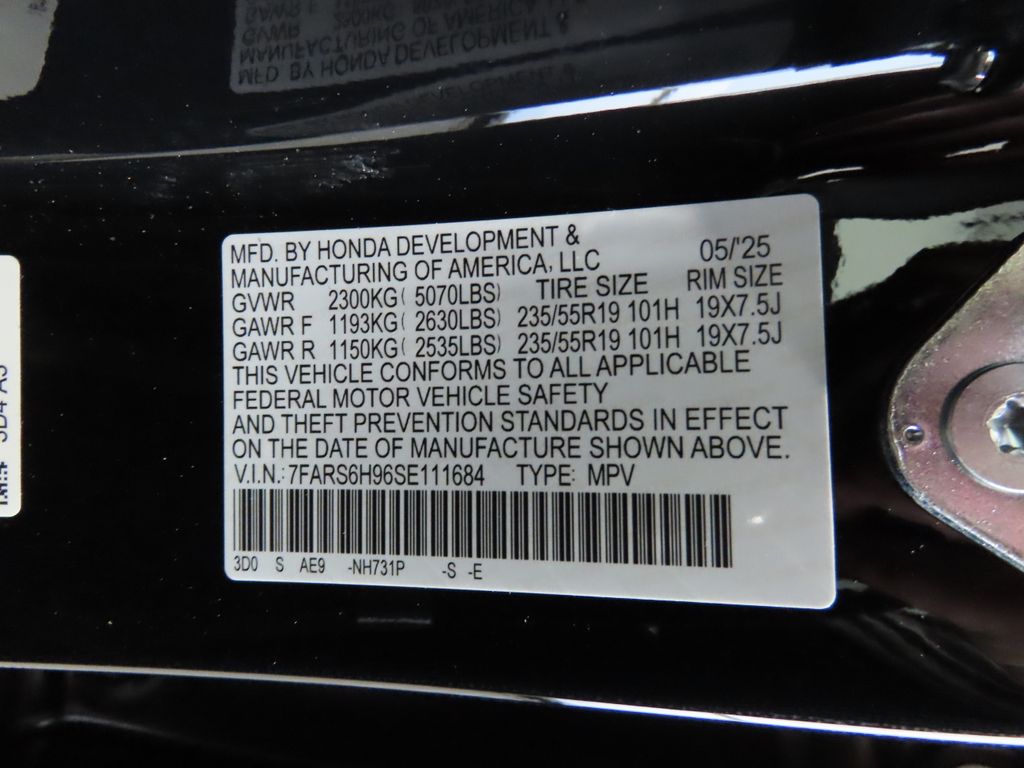 MFD. BY HONDA DEVELOPMENT &
MANUFACTURING OF AMERICA, LLC 05/'25
GVWR 2300KG ( 5070LBS) TIRE SIZE RIM SIZE
GAWR F 1193KG ( 2630LBS) 235/55R19 101H 19X7.5J
GAWR R 1150KG ( 2535LBS) 235/55R19 101H 19X7.5J
THIS VEHICLE CONFORMS TO ALL APPLICABLE
FEDERAL MOTOR VEHICLE SAFETY
AND THEFT PREVENTION STANDARDS IN EFFECT
ON THE DATE OF MANUFACTURE SHOWN ABOVE.
V.I.N.: 7FARS6H96SE111684 TYPE: MPV
3D0 S AE9 -NH731P -S -E